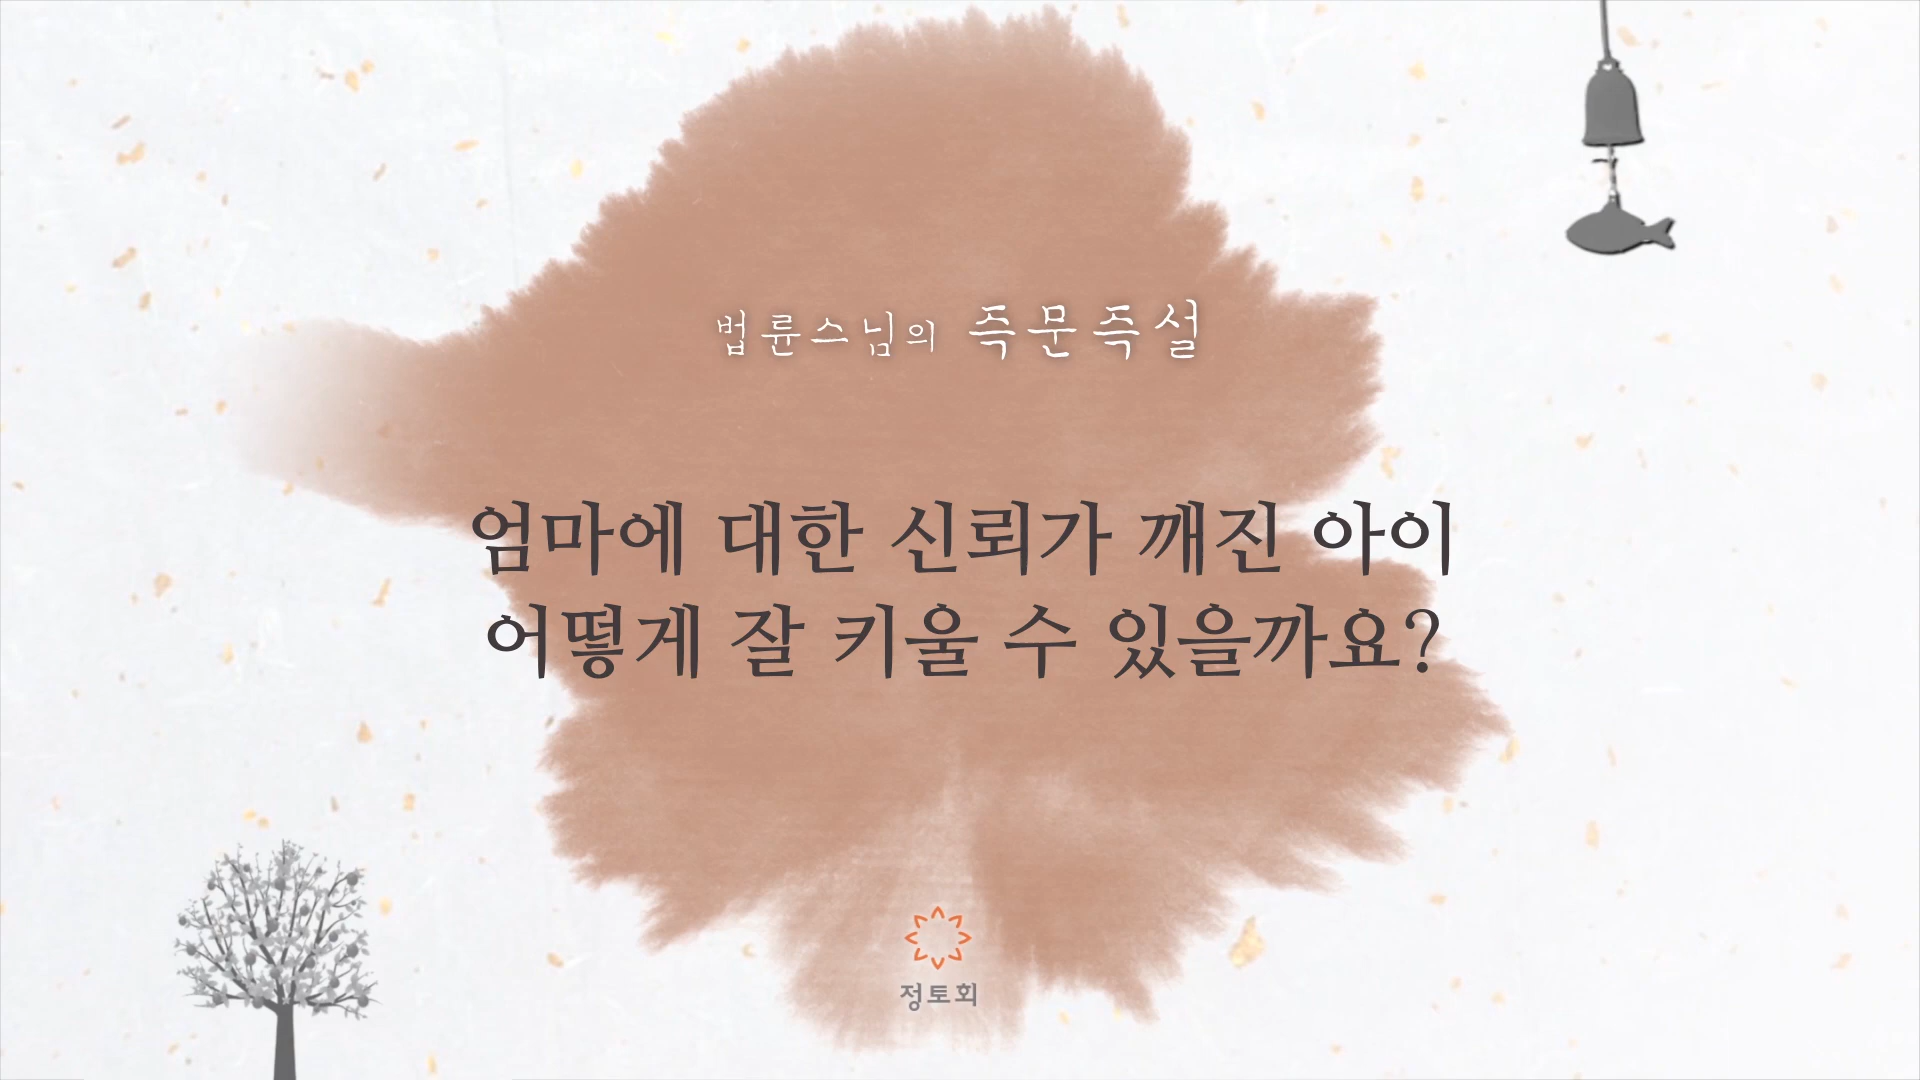 법륜스님의 즉문즉설
엄마에 대한 신뢰가 깨진 아이
어떻게 잘 키울 수 있을까요?
정토회